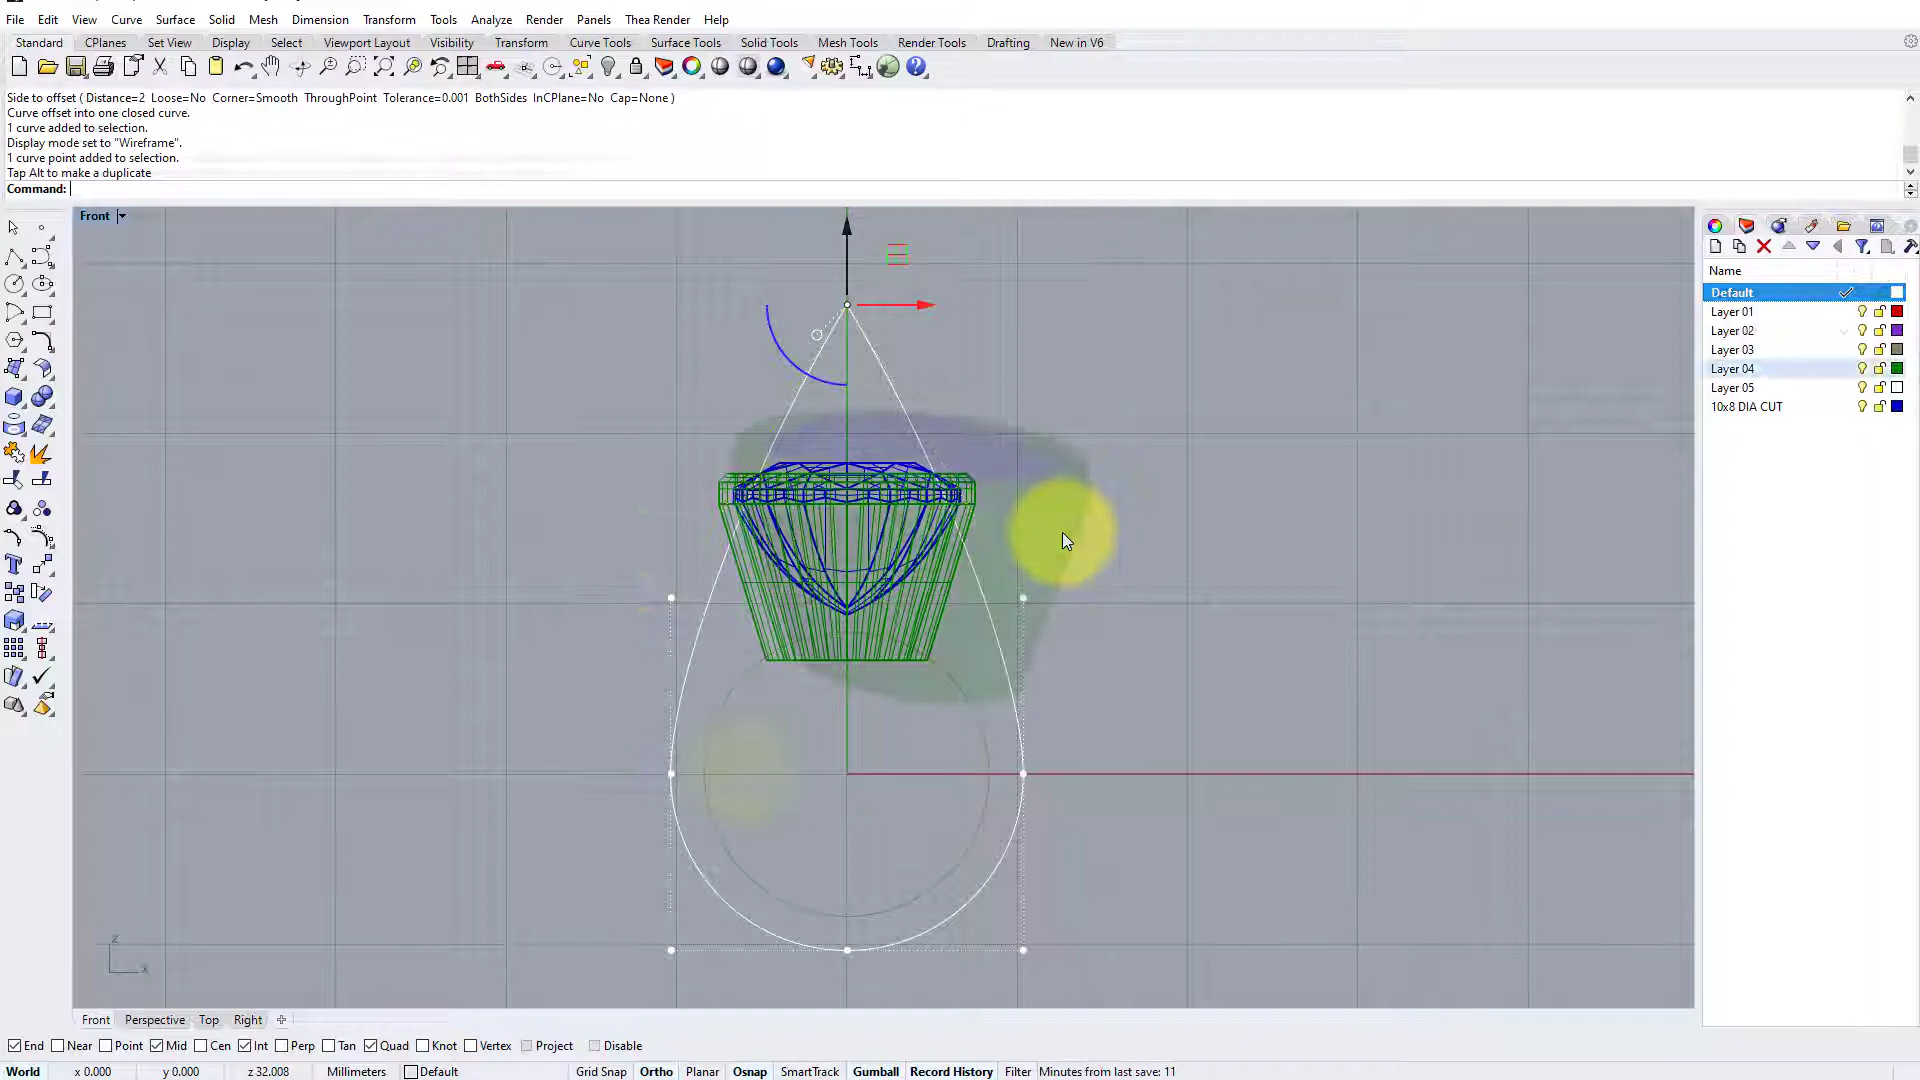 File Edit View Curve Surface Solid Mesh Dimension Transform Tools Analyze Render Panels Thea Render Help
Standard CPlanes Set View Display Select Viewport Layout Visibility Transform Curve Tools Surface Tools Solid Tools Mesh Tools Render Tools Drafting New in V6
Side to offset ( Distance=2 Loose=No Corner=Smooth ThroughPoint Tolerance=0.001 BothSides InCPlane=No Cap=None )
Curve offset into one closed curve.
1 curve added to selection.
Display mode set to "Wireframe".
1 curve point added to selection.
Tap Alt to make a duplicate
Command:
Front
Name
Default
Layer 01
Layer 02
Layer 03
Layer 04
Layer 05
10x8 DIA CUT
z
x
Front Perspective Top Right
End Near Point Mid Cen Int Perp Tan Quad Knot Vertex Project Disable
World x 0.000 y 0.000 z 32.008 Millimeters Default Grid Snap Ortho Planar Osnap SmartTrack Gumball Record History Filter Minutes from last save: 11